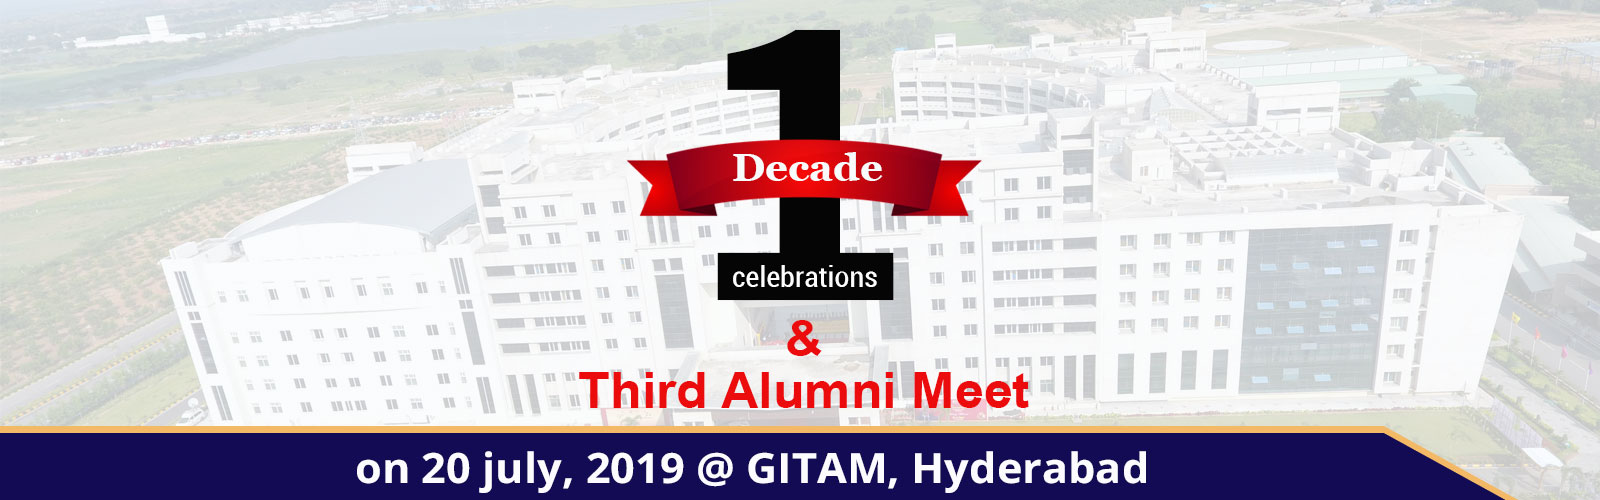 1
Decade
celebrations
&
Third Alumni Meet
on 20 july, 2019 @ GITAM, Hyderabad